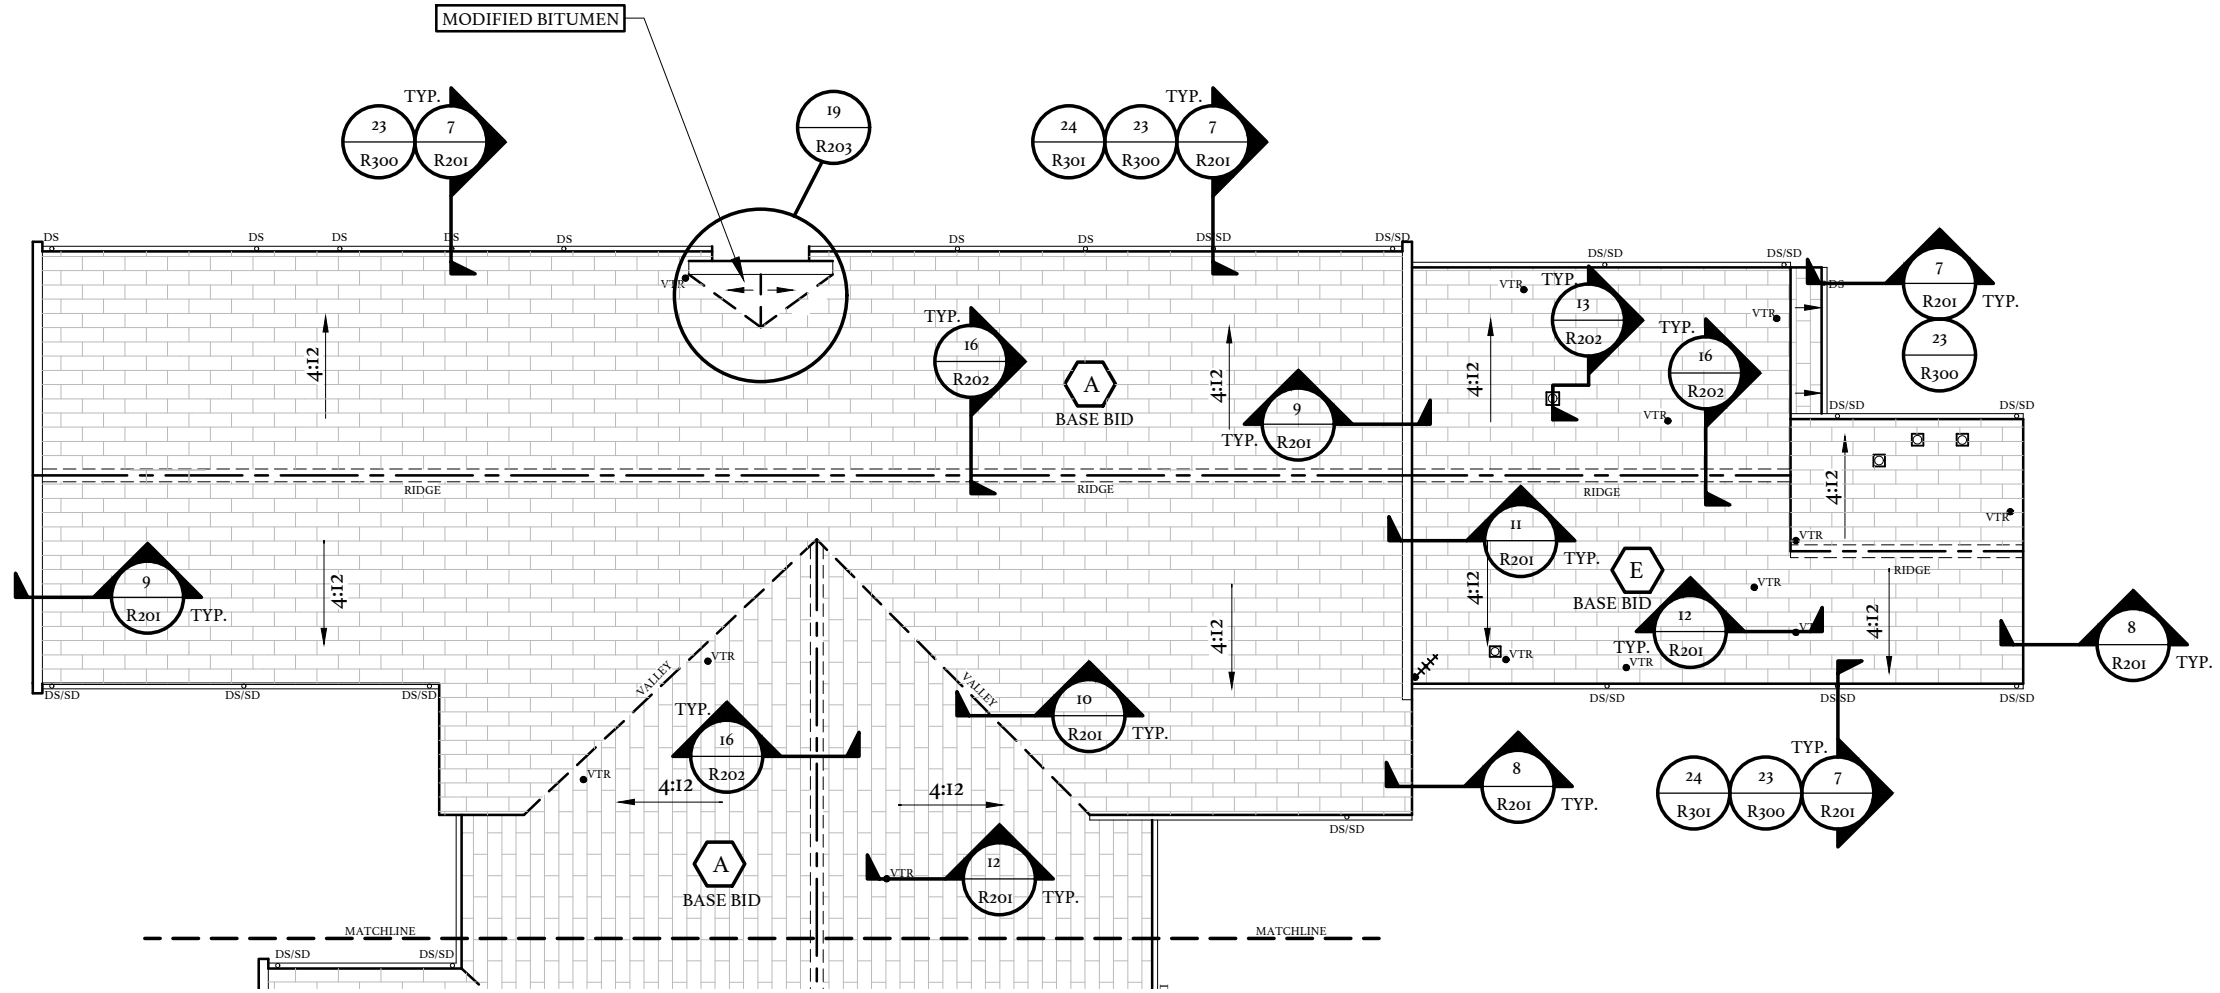 MODIFIED BITUMEN
TYP.
23
R300
7
R201
19
R203
TYP.
24
R301
23
R300
7
R201
DS
DS
DS
DS
DS
DS
DS
DS/SD
DS/SD
DS/SD
DS/SD
7
R201
TYP.
23
R300
DS
VTR
VTR
TYP.
13
R202
VTR
TYP.
16
R202
TYP.
16
R202
A
BASE BID
4:12
4:12
9
R201
TYP.
4:12
VTR
DS/SD
DS/SD
4:12
RIDGE
RIDGE
RIDGE
VTR
VTR
11
R201
TYP.
RIDGE
9
R201
TYP.
4:12
4:12
4:12
E
BASE BID
VTR
12
R201
TYP.
VT
4:12
8
R201
TYP.
VTR
VTR
VTR
VALLEY
VALLEY
DS/SD
DS/SD
DS/SD
DS/SD
DS/SD
DS/SD
TYP.
16
R202
10
R201
TYP.
VTR
4:12
4:12
8
R201
TYP.
TYP.
24
R301
23
R300
7
R201
DS/SD
A
BASE BID
VTR
12
R201
TYP.
MATCHLINE
MATCHLINE
DS/SD
DS/SD